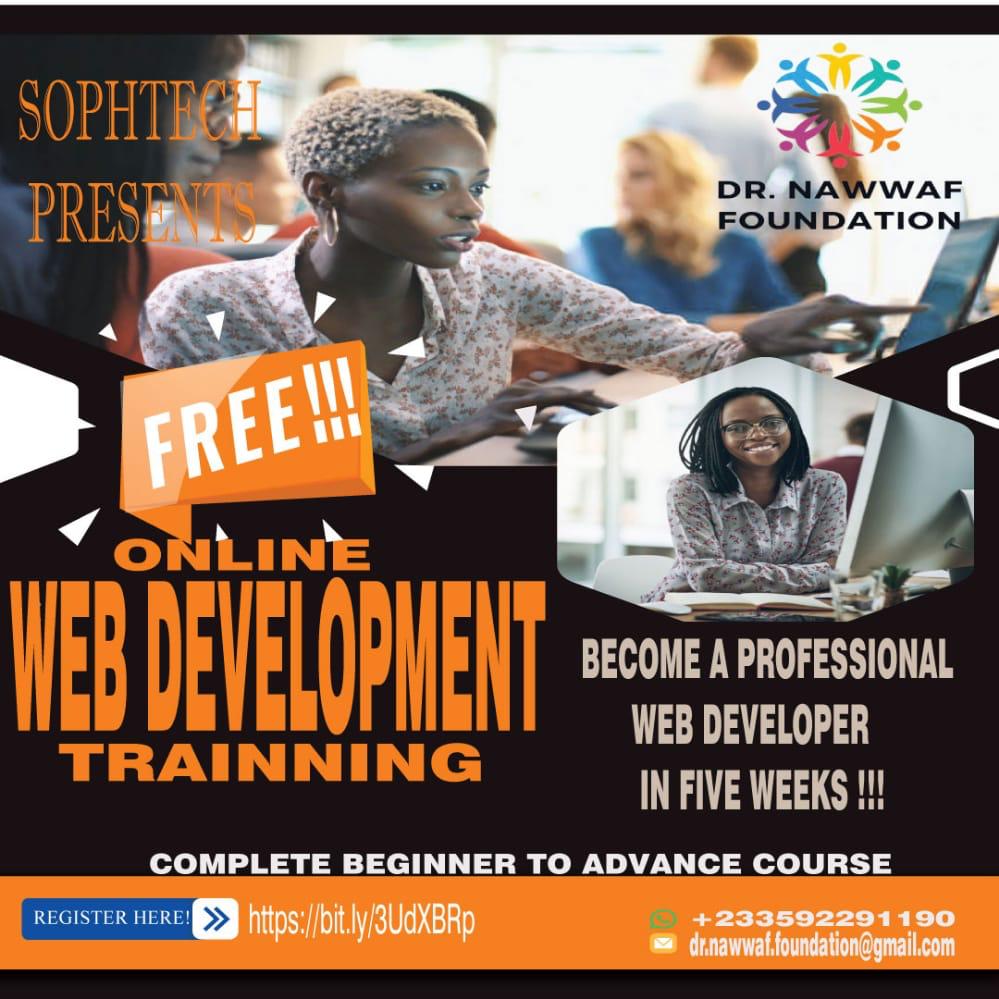 SOPHTECH
PRESENTS
DR. NAWWAF
FOUNDATION
FREE!!!
ONLINE
WEB DEVELOPMENT
TRAINNING
BECOME A PROFESSIONAL
WEB DEVELOPER
IN FIVE WEEKS !!!
COMPLETE BEGINNER TO ADVANCE COURSE
REGISTER HERE! https://bit.ly/3UdXBRp
+233592291190
dr.nawwaf.foundation@gmail.com